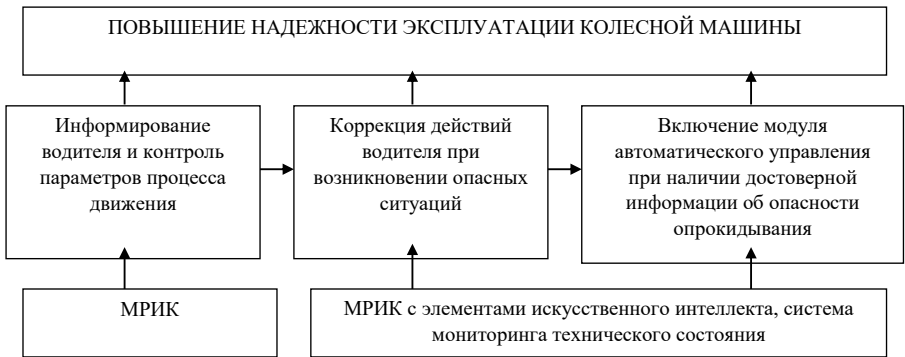 ПОВЫШЕНИЕ НАДЕЖНОСТИ ЭКСПЛУАТАЦИИ КОЛЕСНОЙ МАШИНЫ
Информирование
водителя и контроль
параметров процесса
движения
Коррекция действий
водителя при
возникновении опасных
ситуаций
Включение модуля
автоматического управления
при наличии достоверной
информации об опасности
опрокидывания
МРИК
МРИК с элементами искусственного интеллекта, система
мониторинга технического состояния